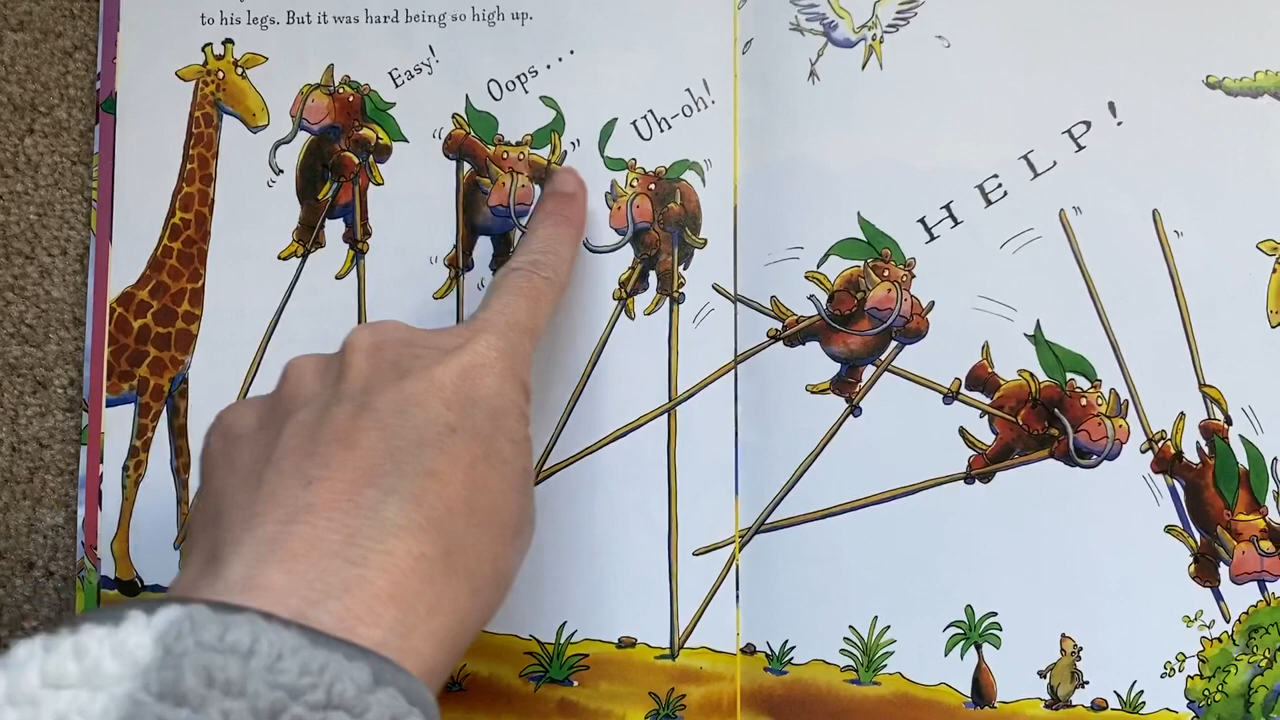 to his legs. But it was hard being so high up.
Easy!
Oops...
Uh-oh!
HELP!